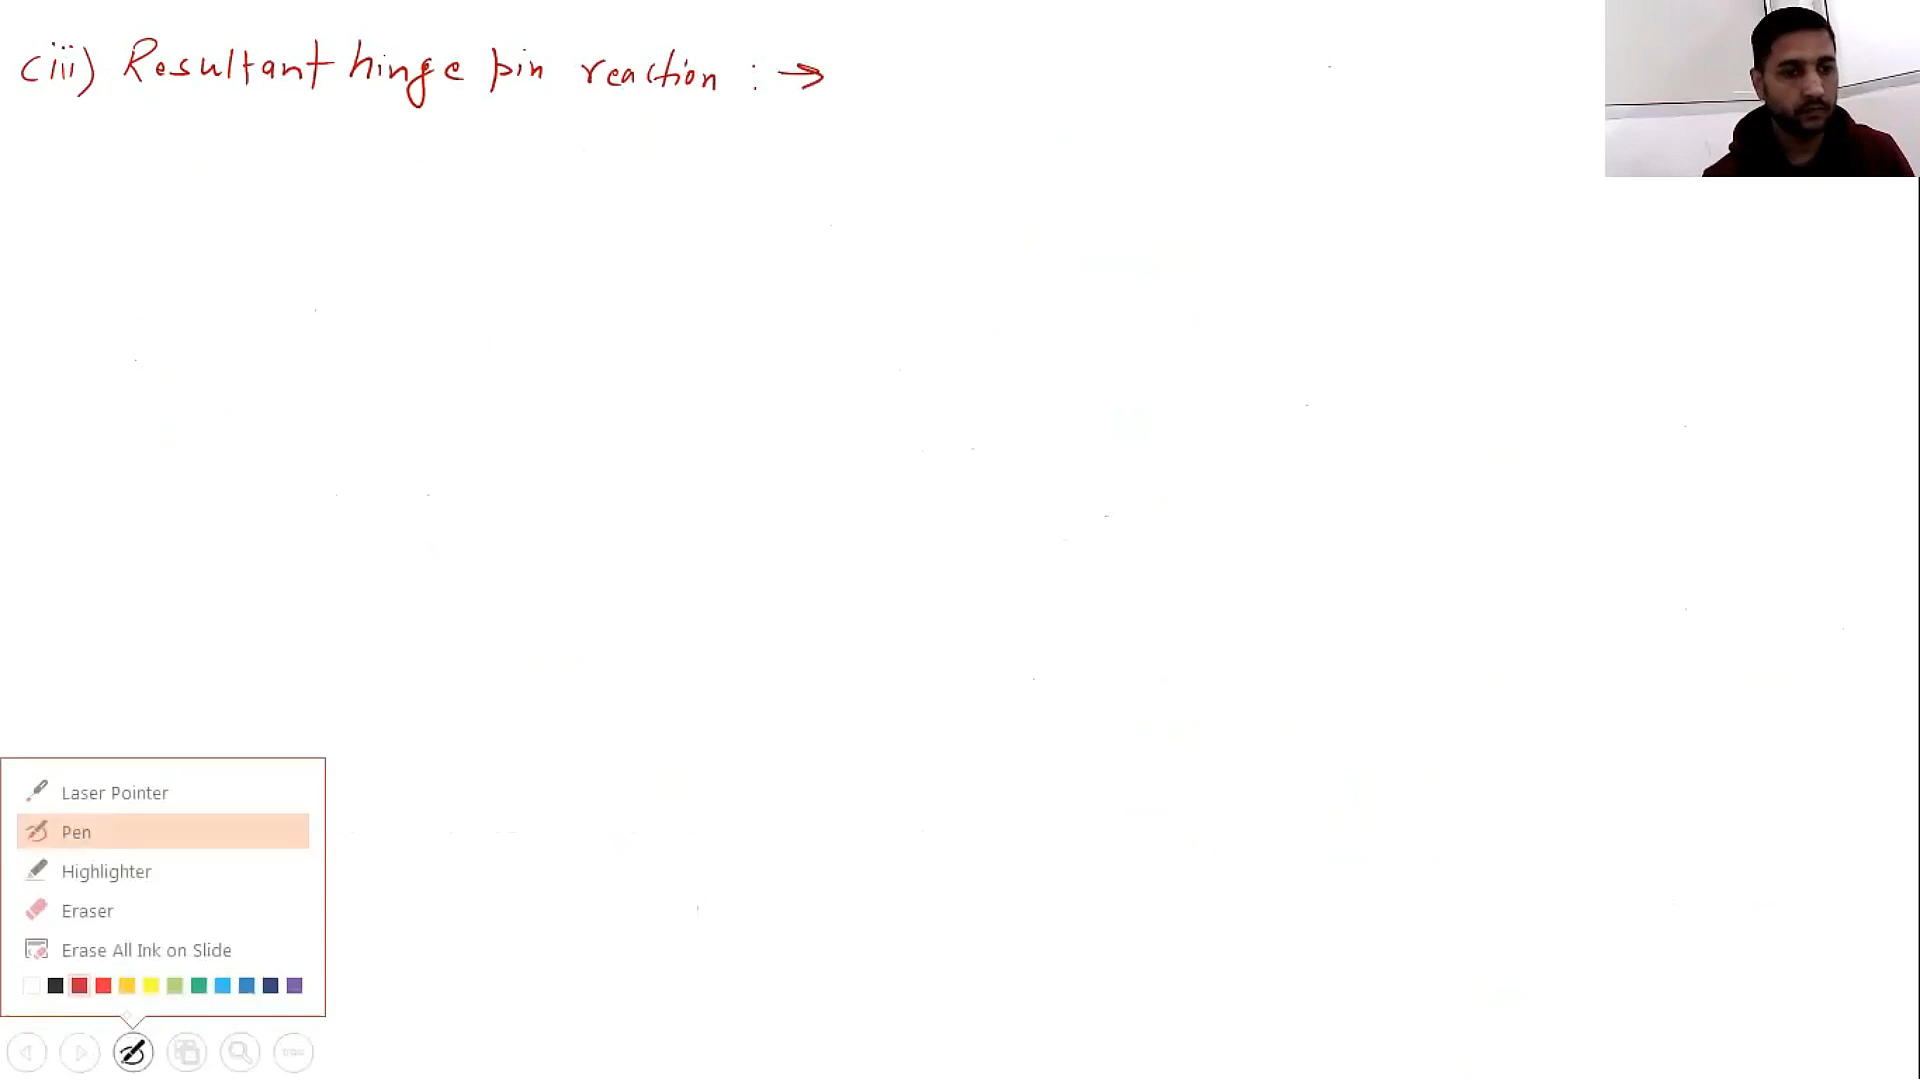 (iii) Resultant hinge pin reaction : →
Laser Pointer
Pen
Highlighter
Eraser
Erase All Ink on Slide